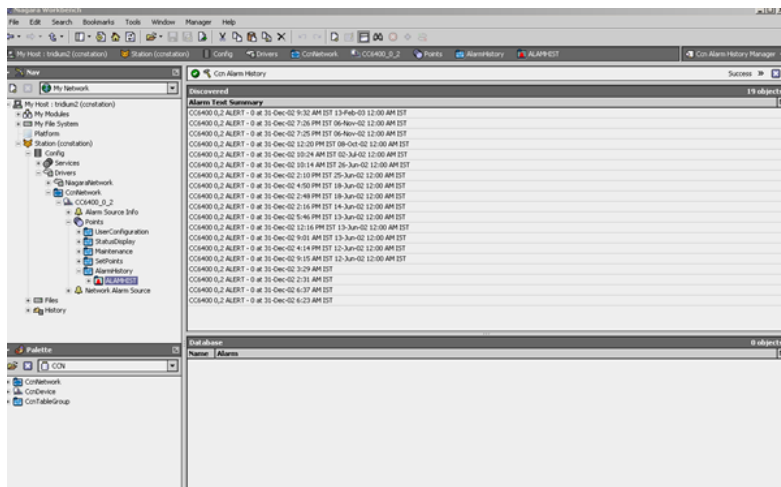 Niagara Workbench
File Edit Search Bookmarks Tools Window Manager Help
My Host : tridium2 (ccnstation) Station (ccnstation) Config Drivers CcnNetwork CC6400_0_2 Points AlarmHistory ALAMHIST Ccn Alarm History Manager
Nav
My Network
My Host : tridium2 (ccnstation)
My Modules
My File System
Platform
Station (ccnstation)
Config
Services
Drivers
NiagaraNetwork
CcnNetwork
CC6400_0_2
Alarm Source Info
Points
UserConfiguration
StatusDisplay
Maintenance
SetPoints
AlarmHistory
ALAMHIST
Network Alarm Source
Files
History
Palette
CCN
CcnNetwork
CcnDevice
CcnTableGroup
Ccn Alarm History Success
Discovered 19 objects
Alarm Text Summary
CC6400 0,2 ALERT - 0 at 31-Dec-02 9:32 AM IST 13-Feb-03 12:00 AM IST
CC6400 0,2 ALERT - 0 at 31-Dec-02 7:26 PM IST 06-Nov-02 12:00 AM IST
CC6400 0,2 ALERT - 0 at 31-Dec-02 7:25 PM IST 06-Nov-02 12:00 AM IST
CC6400 0,2 ALERT - 0 at 31-Dec-02 12:20 PM IST 08-Oct-02 12:00 AM IST
CC6400 0,2 ALERT - 0 at 31-Dec-02 10:24 AM IST 02-Jul-02 12:00 AM IST
CC6400 0,2 ALERT - 0 at 31-Dec-02 10:14 AM IST 26-Jun-02 12:00 AM IST
CC6400 0,2 ALERT - 0 at 31-Dec-02 2:10 PM IST 25-Jun-02 12:00 AM IST
CC6400 0,2 ALERT - 0 at 31-Dec-02 4:50 PM IST 18-Jun-02 12:00 AM IST
CC6400 0,2 ALERT - 0 at 31-Dec-02 2:48 PM IST 18-Jun-02 12:00 AM IST
CC6400 0,2 ALERT - 0 at 31-Dec-02 2:16 PM IST 14-Jun-02 12:00 AM IST
CC6400 0,2 ALERT - 0 at 31-Dec-02 5:46 PM IST 13-Jun-02 12:00 AM IST
CC6400 0,2 ALERT - 0 at 31-Dec-02 12:16 PM IST 13-Jun-02 12:00 AM IST
CC6400 0,2 ALERT - 0 at 31-Dec-02 9:01 AM IST 13-Jun-02 12:00 AM IST
CC6400 0,2 ALERT - 0 at 31-Dec-02 4:14 PM IST 12-Jun-02 12:00 AM IST
CC6400 0,2 ALERT - 0 at 31-Dec-02 9:15 AM IST 12-Jun-02 12:00 AM IST
CC6400 0,2 ALERT - 0 at 31-Dec-02 3:29 AM IST
CC6400 0,2 ALERT - 0 at 31-Dec-02 2:31 AM IST
CC6400 0,2 ALERT - 0 at 31-Dec-02 6:37 AM IST
CC6400 0,2 ALERT - 0 at 31-Dec-02 6:23 AM IST
Database 0 objects
Name Alarms